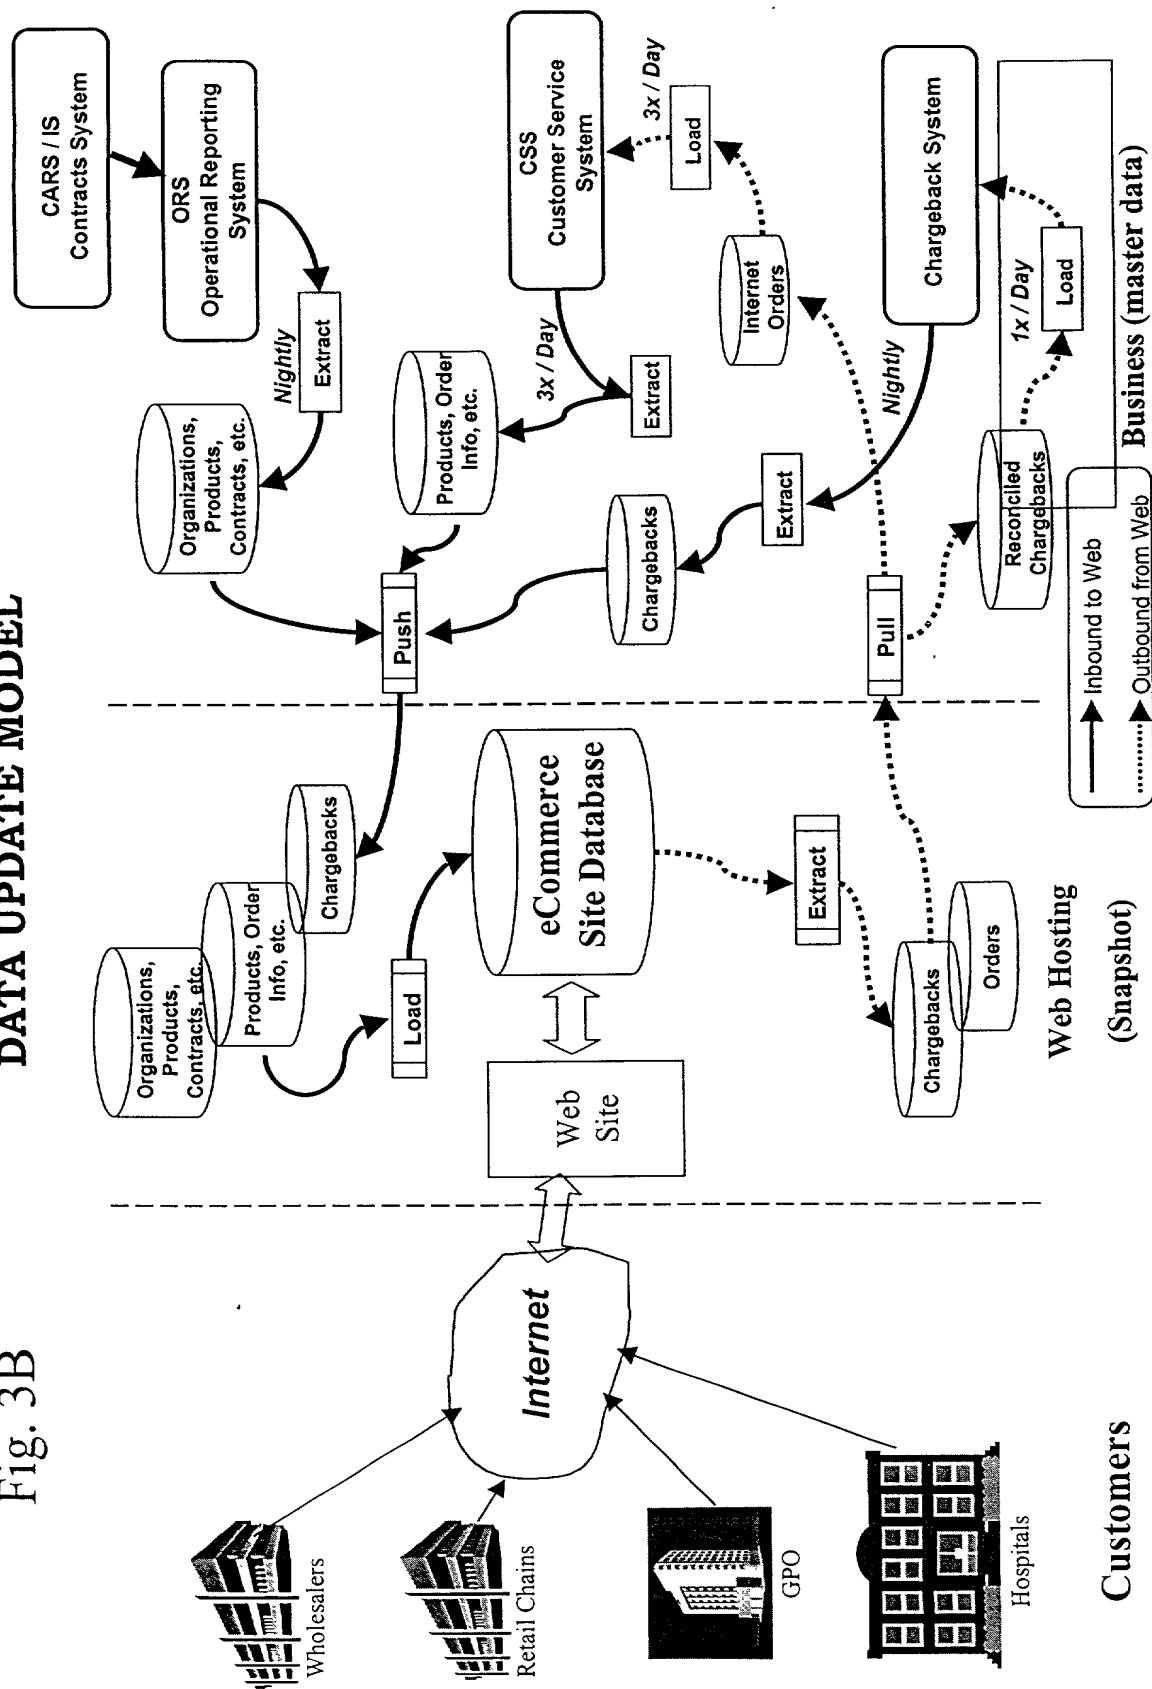 Fig. 3B
DATA UPDATE MODEL
Wholesalers
Retail Chains
GPO
Hospitals
Customers
Internet
Web
Site
Organizations,
Products,
Contracts, etc.
Products, Order
Info, etc.
Chargebacks
Load
eCommerce
Site Database
Extract
Chargebacks
Orders
Web Hosting
(Snapshot)
Push
Pull
Organizations,
Products,
Contracts, etc.
Nightly
Extract
CARS / IS
Contracts System
ORS
Operational Reporting
System
Products, Order
Info, etc.
3x / Day
Extract
CSS
Customer Service
System
3x / Day
Load
Internet
Orders
Chargebacks
Extract
Nightly
Chargeback System
Reconciled
Chargebacks
1x / Day
Load
Business (master data)
Inbound to Web
Outbound from Web